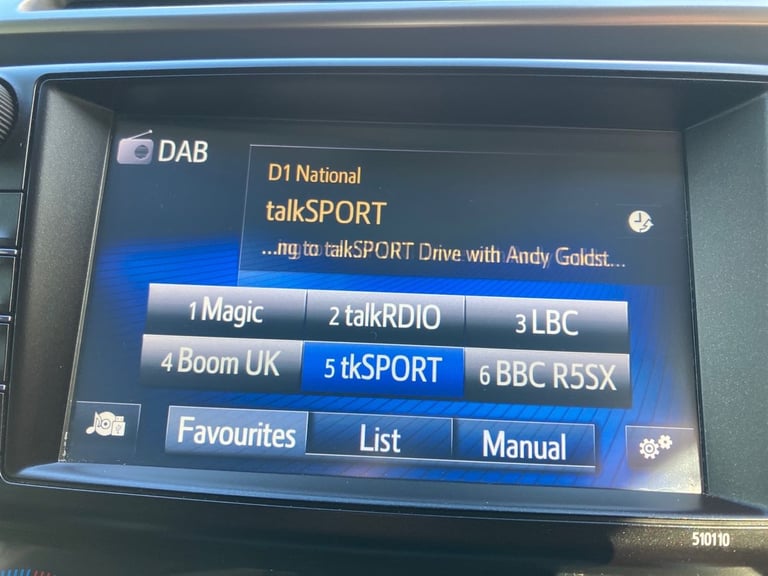 DAB
D1 National
talkSPORT
...ng to talkSPORT Drive with Andy Goldst...
1 Magic 2 talkRDIO 3 LBC
4 Boom UK 5 tkSPORT 6 BBC R5SX
Favourites List Manual
510110